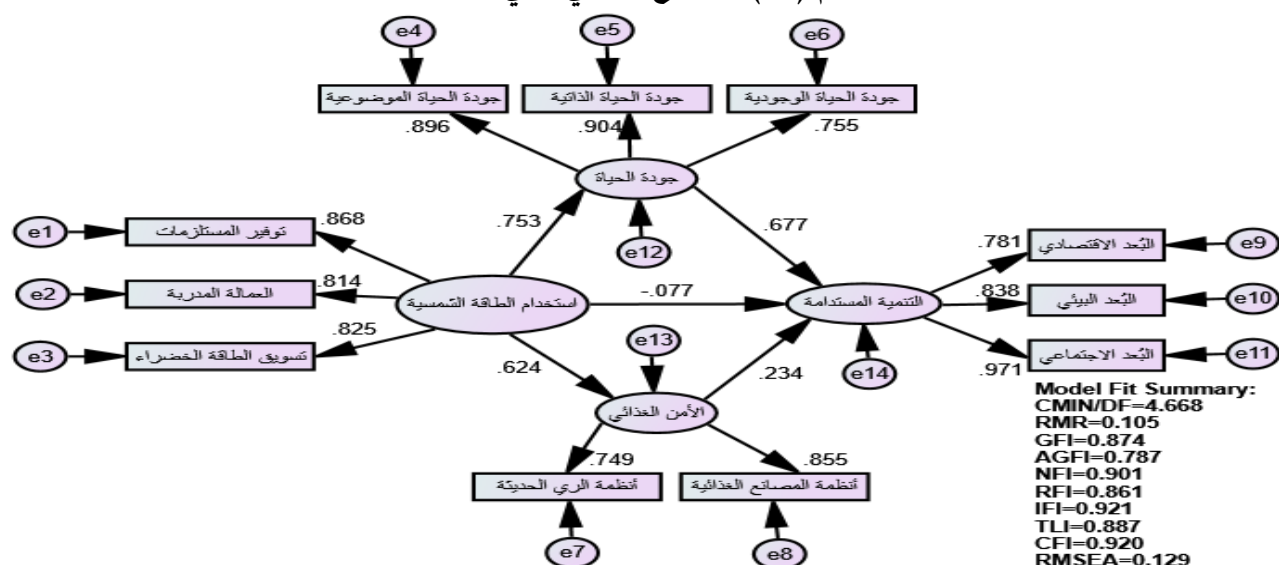 e4
e5
e6
جودة الحياة الموضوعية
جودة الحياة الذاتية
جودة الحياة الوجودية
.896
.904
.755
جودة الحياة
e12
.753
.677
e1
توفير المستلزمات
.868
e2
العمالة المدربة
.814
e3
تسويق الطاقة الخضراء
.825
استخدام الطاقة الشمسية
-.077
التنمية المستدامة
e14
.781
البُعد الاقتصادي
e9
.838
البُعد البيئي
e10
.971
البُعد الاجتماعي
e11
.624
e13
.234
الأمن الغذائي
.749
.855
أنظمة الري الحديثة
أنظمة المصانع الغذائية
e7
e8
Model Fit Summary:
CMIN/DF=4.668
RMR=0.105
GFI=0.874
AGFI=0.787
NFI=0.901
RFI=0.861
IFI=0.921
TLI=0.887
CFI=0.920
RMSEA=0.129